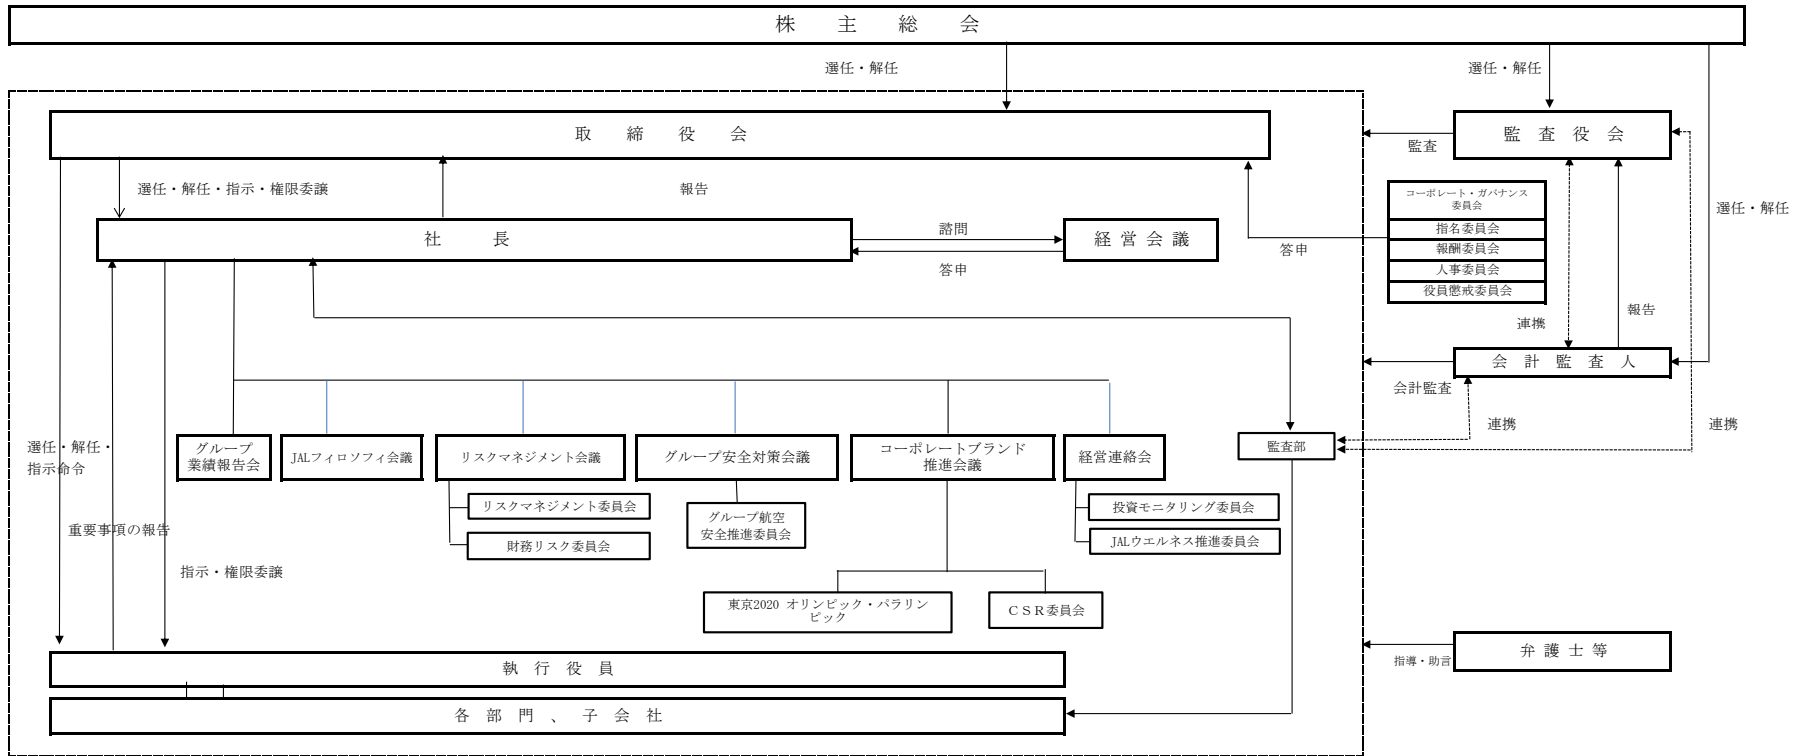 株　主　総　会
選任・解任
選任・解任
取　締　役　会
監　査　役　会
監査
選任・解任・指示・権限委譲
報告
コーポレート・ガバナンス
委員会
指名委員会
報酬委員会
人事委員会
役員懲戒委員会
選任・解任
社　　長
諮問
経 営 会 議
答申
答申
連携
報告
会　計　監　査　人
会計監査
連携
連携
選任・解任・
指示命令
グループ
業績報告会
JALフィロソフィ会議
リスクマネジメント会議
グループ安全対策会議
コーポレートブランド
推進会議
経営連絡会
監査部
リスクマネジメント委員会
財務リスク委員会
グループ航空
安全推進委員会
投資モニタリング委員会
JALウエルネス推進委員会
重要事項の報告
指示・権限委譲
東京2020 オリンピック・パラリン
ピック
ＣＳＲ委員会
執　行　役　員
指導・助言
弁 護 士 等
各　部　門　、　子　会　社